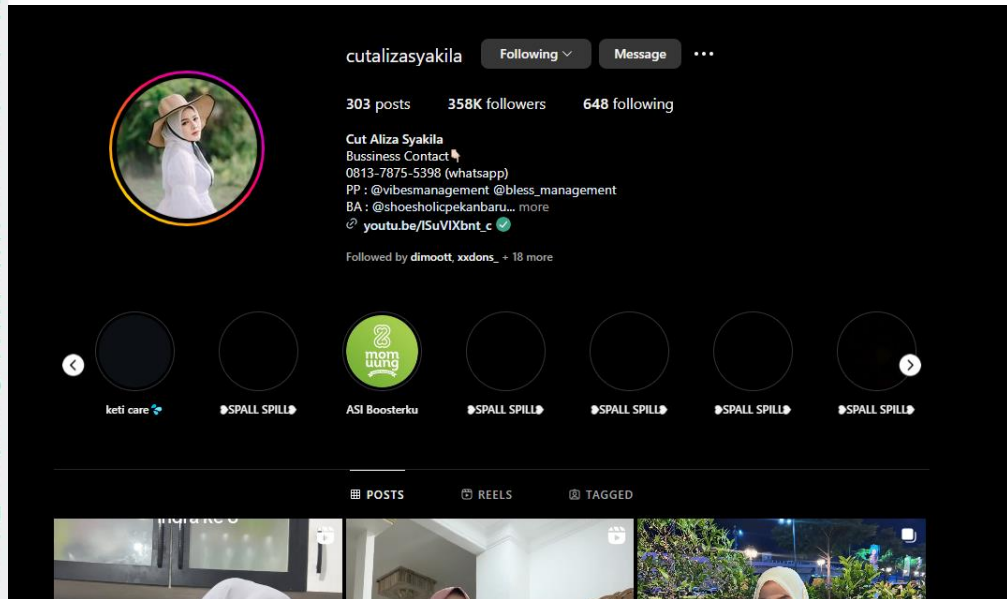 cutalizasyakila Following Message
303 posts 358K followers 648 following
Cut Aliza Syakila
Bussiness Contact👇🏻
0813-7875-5398 (whatsapp)
PP : @vibesmanagement @bless_management
BA : @shoesholicpekanbaru... more
youtu.be/lSuVIXbnt_c
Followed by dimoott, xxdons_ + 18 more
mom
uung
keti care 💦 ❥SPALL SPILL❥ ASI Boosterku ❥SPALL SPILL❥ ❥SPALL SPILL❥ ❥SPALL SPILL❥ ❥SPALL SPILL❥
POSTS REELS TAGGED